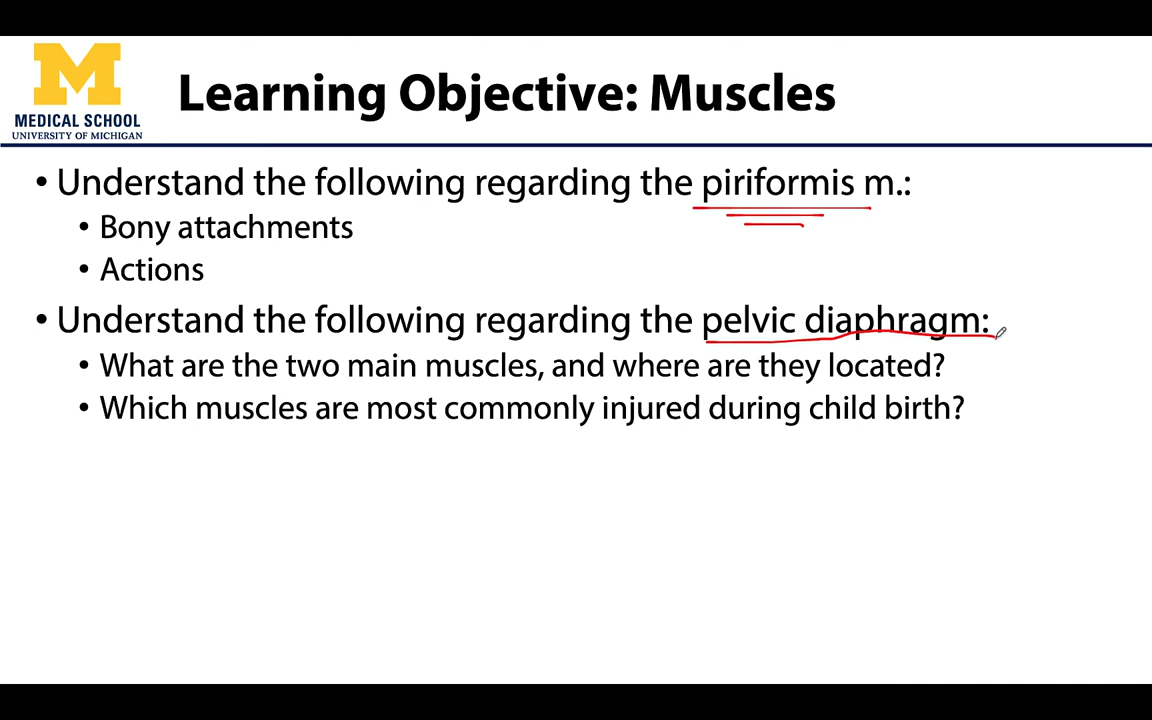 M
MEDICAL SCHOOL
UNIVERSITY OF MICHIGAN
Learning Objective: Muscles
• Understand the following regarding the piriformis m.:
• Bony attachments
• Actions
• Understand the following regarding the pelvic diaphragm:
• What are the two main muscles, and where are they located?
• Which muscles are most commonly injured during child birth?